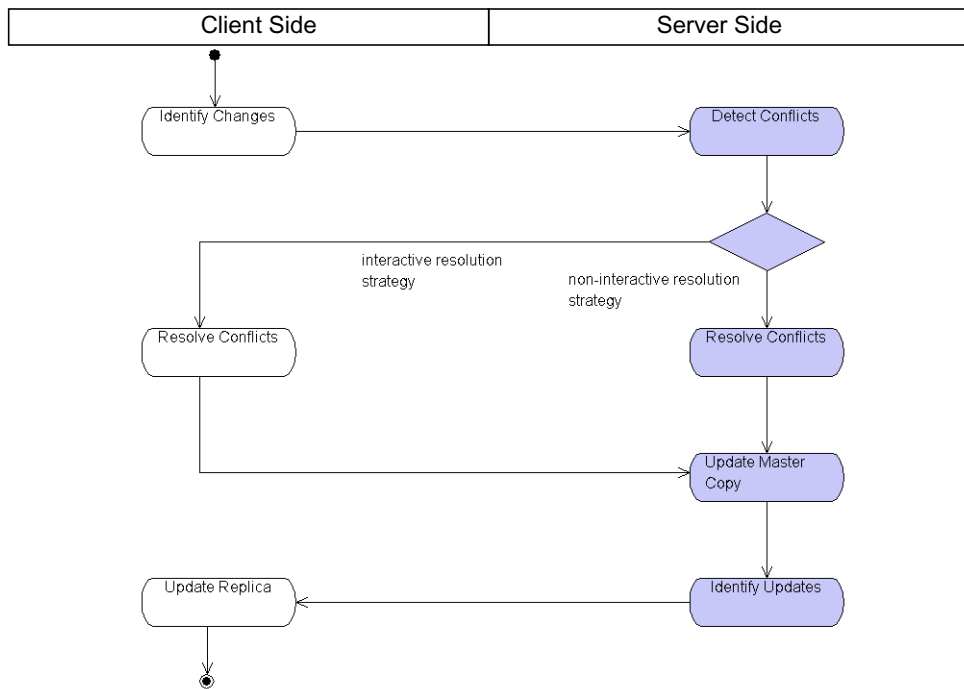 Client Side
Server Side
Identify Changes
Detect Conflicts
interactive resolution
strategy
non-interactive resolution
strategy
Resolve Conflicts
Resolve Conflicts
Update Master
Copy
Update Replica
Identify Updates